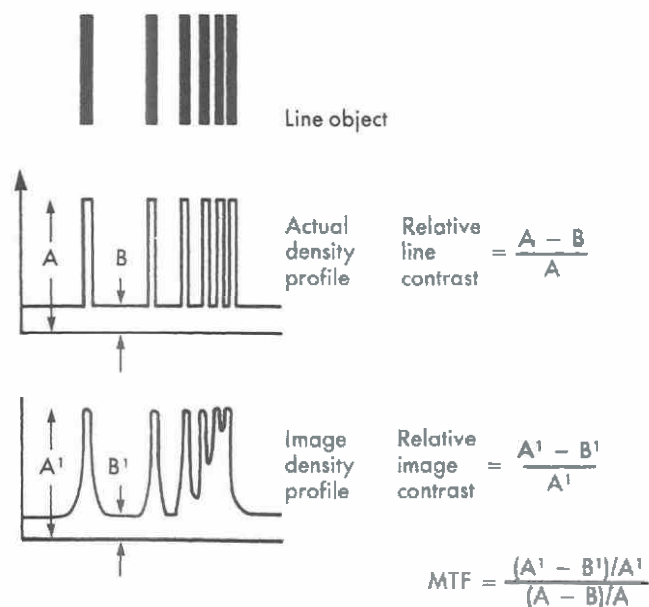 Line object
A
B
Actual density profile
Relative line contrast = A – B / A
A¹
B¹
Image density profile
Relative image contrast = A¹ – B¹ / A¹
MTF = (A¹ – B¹)/A¹ / (A – B)/A